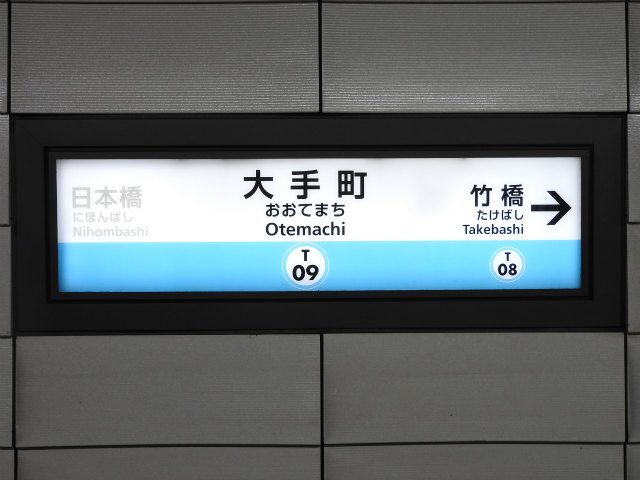 日本橋
にほんばし
Nihombashi
大手町
おおてまち
Otemachi
T
09
竹橋
たけばし
Takebashi
T
08